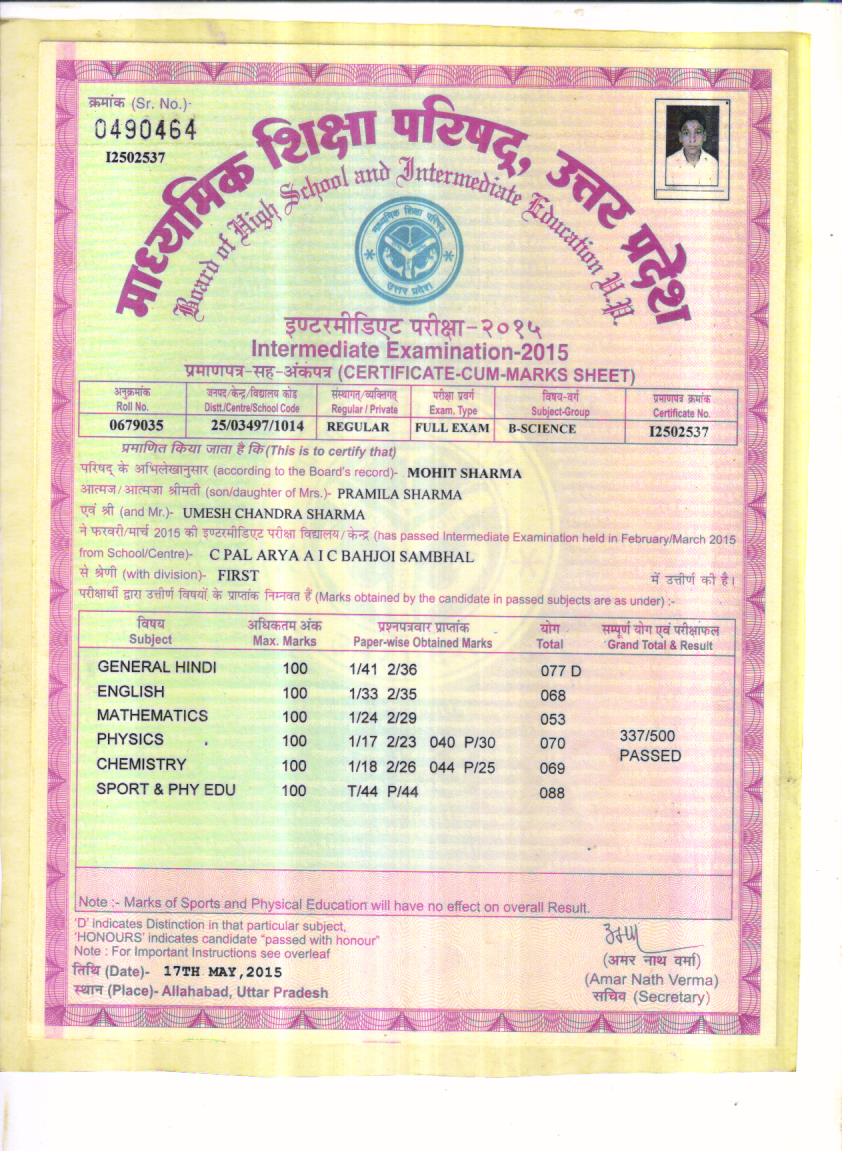 क्रमांक (Sr. No.)-
0490464
I2502537
माध्यमिक शिक्षा परिषद्, उत्तर प्रदेश
Board of High School and Intermediate Education U.P.
माध्यमिक शिक्षा परिषद्
उत्तर प्रदेश
इण्टरमीडिएट परीक्षा-२०१५
Intermediate Examination-2015
प्रमाणपत्र-सह-अंकपत्र (CERTIFICATE-CUM-MARKS SHEET)
अनुक्रमांक जनपद/केन्द्र/विद्यालय कोड संस्थागत/व्यक्तिगत परीक्षा प्रवर्ग विषय-वर्ग प्रमाणपत्र क्रमांक
Roll No. Distt./Centre/School Code Regular / Private Exam. Type Subject-Group Certificate No.
0679035 25/03497/1014 REGULAR FULL EXAM B-SCIENCE I2502537
प्रमाणित किया जाता है कि (This is to certify that)
परिषद् के अभिलेखानुसार (according to the Board's record)- MOHIT SHARMA
आत्मज/आत्मजा श्रीमती (son/daughter of Mrs.)- PRAMILA SHARMA
एवं श्री (and Mr.)- UMESH CHANDRA SHARMA
ने फरवरी/मार्च 2015 की इण्टरमीडिएट परीक्षा विद्यालय/केन्द्र (has passed Intermediate Examination held in February/March 2015
from School/Centre)- C PAL ARYA A I C BAHJOI SAMBHAL
से श्रेणी (with division)- FIRST में उत्तीर्ण की है।
परीक्षार्थी द्वारा उत्तीर्ण विषयों के प्राप्तांक निम्नवत हैं (Marks obtained by the candidate in passed subjects are as under) :-
विषय अधिकतम अंक प्रश्नपत्रवार प्राप्तांक योग सम्पूर्ण योग एवं परीक्षाफल
Subject Max. Marks Paper-wise Obtained Marks Total Grand Total & Result
GENERAL HINDI 100 1/41 2/36 077 D
ENGLISH 100 1/33 2/35 068
MATHEMATICS 100 1/24 2/29 053
PHYSICS 100 1/17 2/23 040 P/30 070 337/500
CHEMISTRY 100 1/18 2/26 044 P/25 069 PASSED
SPORT & PHY EDU 100 T/44 P/44 088
Note :- Marks of Sports and Physical Education will have no effect on overall Result.
'D' indicates Distinction in that particular subject,
'HONOURS' indicates candidate "passed with honour"
Note : For Important Instructions see overleaf
तिथि (Date)- 17TH MAY,2015
स्थान (Place)- Allahabad, Uttar Pradesh
(अमर नाथ वर्मा)
(Amar Nath Verma)
सचिव (Secretary)